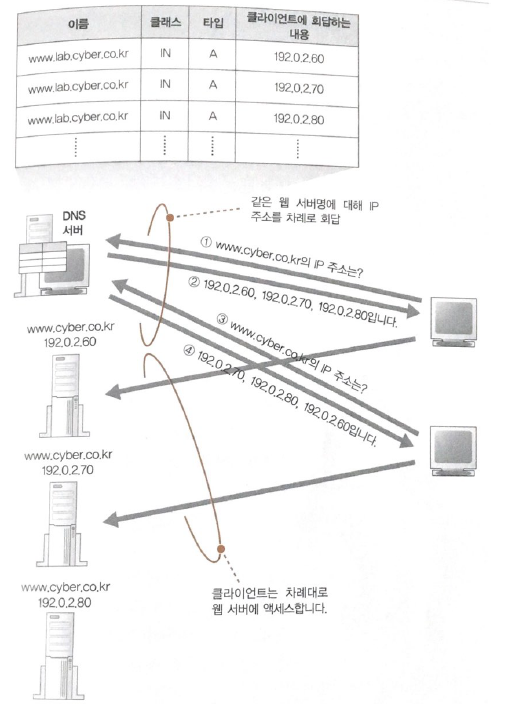 이름 클래스 타입 클라이언트에 회답하는
내용
www.lab.cyber.co.kr IN A 192.0.2.60
www.lab.cyber.co.kr IN A 192.0.2.70
www.lab.cyber.co.kr IN A 192.0.2.80
같은 웹 서버명에 대해 IP
주소를 차례로 회답
DNS
서버
① www.cyber.co.kr의 IP 주소는?
② 192.0.2.60, 192.0.2.70, 192.0.2.80입니다.
③ www.cyber.co.kr의 IP 주소는?
④ 192.0.2.70, 192.0.2.80, 192.0.2.60입니다.
www.cyber.co.kr
192.0.2.60
www.cyber.co.kr
192.0.2.70
www.cyber.co.kr
192.0.2.80
클라이언트는 차례대로
웹 서버에 액세스합니다.